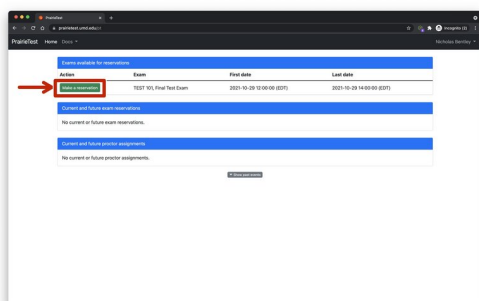 PrairieTest
prairietest.umd.edu/pt
Incognito (2)
PrairieTest Home Docs
Nicholas Bentley
Exams available for reservations
Action Exam First date Last date
Make a reservation TEST 101, Final Test Exam 2021-10-29 12:00:00 (EDT) 2021-10-29 14:00:00 (EDT)
Current and future exam reservations
No current or future exam reservations.
Current and future proctor assignments
No current or future proctor assignments.
Show past events